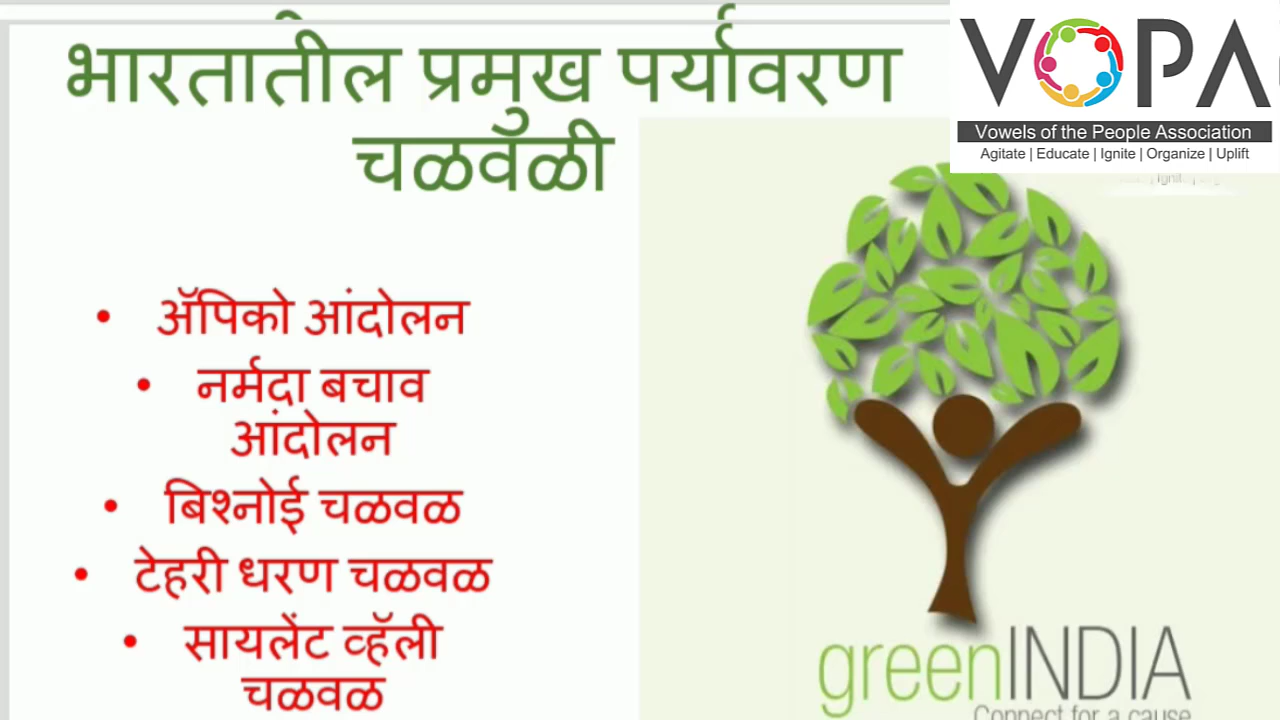 भारतातील प्रमुख पर्यावरण
चळवळी
• ॲपिको आंदोलन
• नर्मदा बचाव
आंदोलन
• बिश्नोई चळवळ
• टेहरी धरण चळवळ
• सायलेंट व्हॅली
चळवळ
VOPA
Vowels of the People Association
Agitate | Educate | Ignite | Organize | Uplift
greenINDIA
Connect for a cause